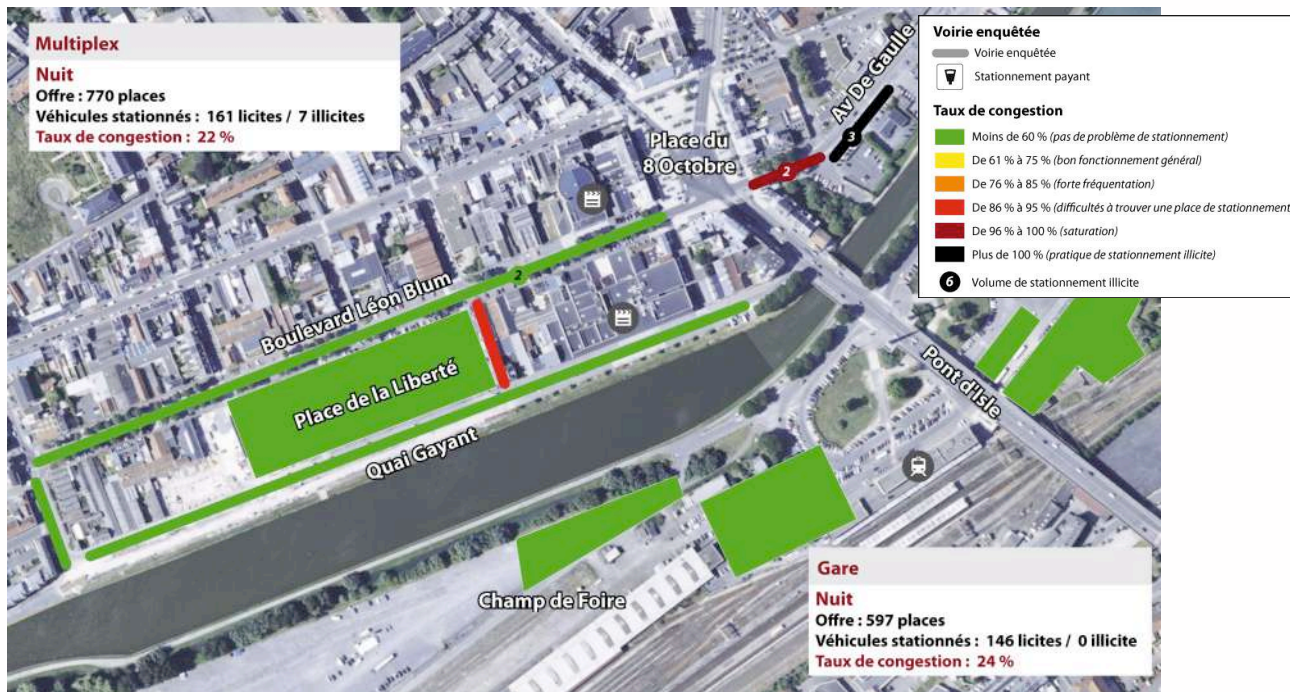 Multiplex
Nuit
Offre : 770 places
Véhicules stationnés : 161 licites / 7 illicites
Taux de congestion : 22 %
Voirie enquêtée
Voirie enquêtée
Stationnement payant
Taux de congestion
Moins de 60 % (pas de problème de stationnement)
De 61 % à 75 % (bon fonctionnement général)
De 76 % à 85 % (forte fréquentation)
De 86 % à 95 % (difficultés à trouver une place de stationnement
De 96 % à 100 % (saturation)
Plus de 100 % (pratique de stationnement illicite)
6 Volume de stationnement illicite
Av De Gaulle
3
Place du
8 Octobre
2
2
Boulevard Léon Blum
Place de la Liberté
Quai Gayant
Pont d'Isle
Champ de Foire
Gare
Nuit
Offre : 597 places
Véhicules stationnés : 146 licites / 0 illicite
Taux de congestion : 24 %